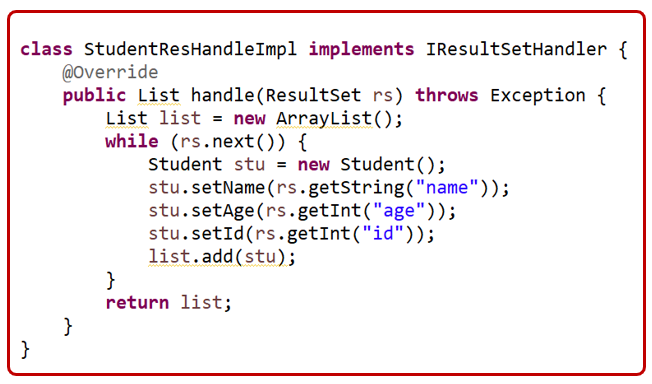 class StudentResHandleImpl implements IResultSetHandler {
    @Override
    public List handle(ResultSet rs) throws Exception {
        List list = new ArrayList();
        while (rs.next()) {
            Student stu = new Student();
            stu.setName(rs.getString("name"));
            stu.setAge(rs.getInt("age"));
            stu.setId(rs.getInt("id"));
            list.add(stu);
        }
        return list;
    }
}